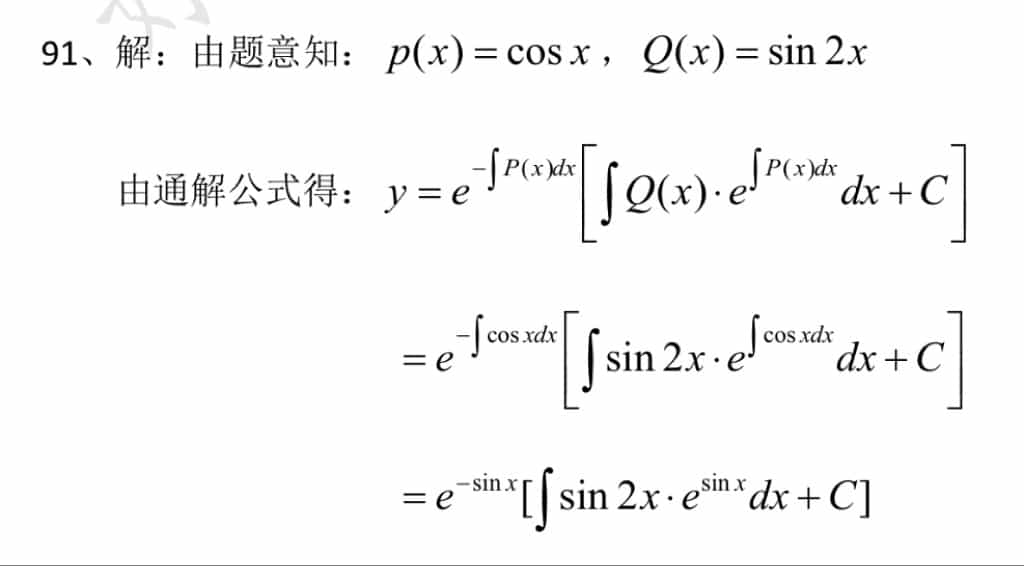 91、解：由题意知： p(x) = cos x ， Q(x) = sin 2x
由通解公式得： y = e^{-∫P(x)dx}[∫Q(x)·e^{∫P(x)dx}dx + C]
= e^{-∫cos xdx}[∫sin 2x·e^{∫cos xdx}dx + C]
= e^{-sin x}[∫sin 2x·e^{sin x}dx + C]